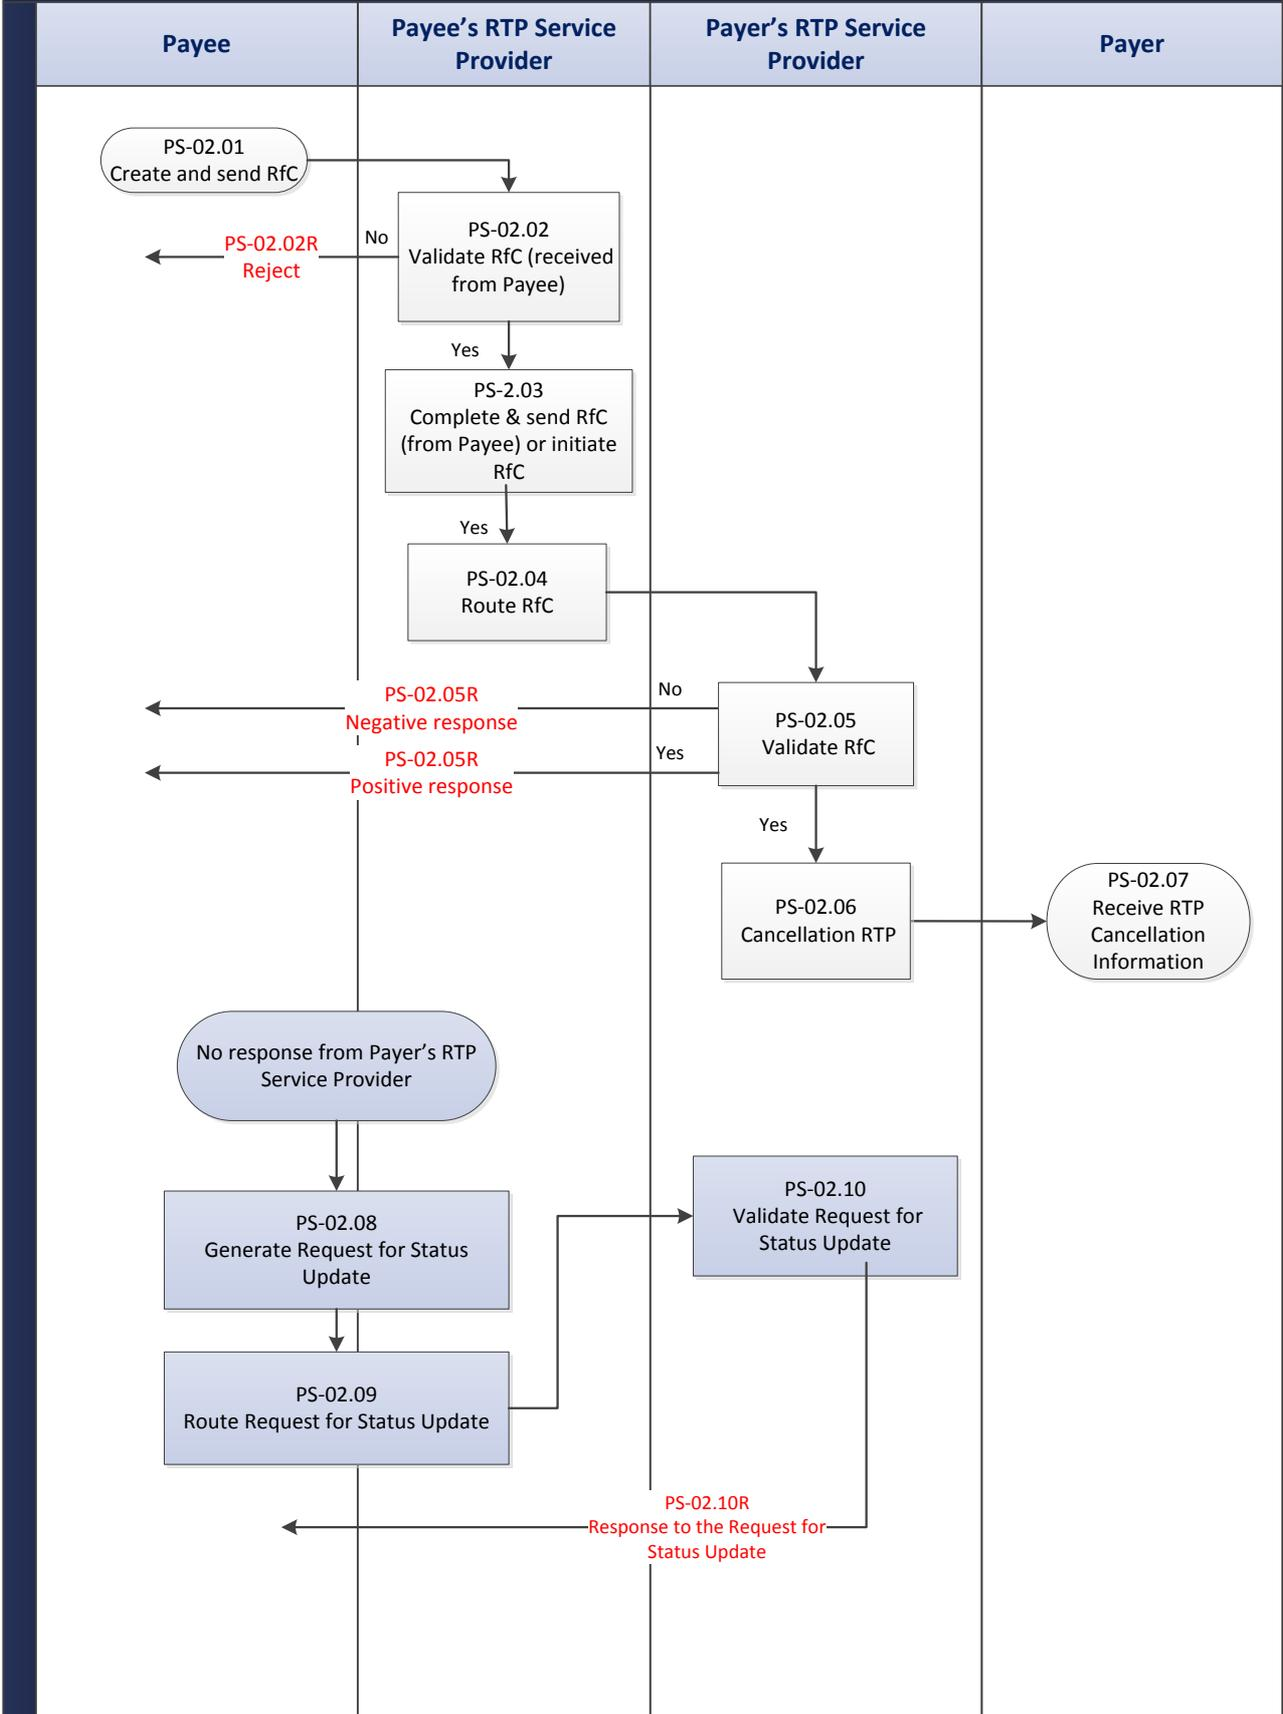 Payee
Payee’s RTP Service
Provider
Payer’s RTP Service
Provider
Payer
PS-02.01
Create and send RfC
PS-02.02
Validate RfC (received
from Payee)
No
PS-02.02R
Reject
Yes
PS-2.03
Complete & send RfC
(from Payee) or initiate
RfC
Yes
PS-02.04
Route RfC
No
PS-02.05R
Negative response
PS-02.05
Validate RfC
Yes
PS-02.05R
Positive response
Yes
PS-02.06
Cancellation RTP
PS-02.07
Receive RTP
Cancellation
Information
No response from Payer’s RTP
Service Provider
PS-02.08
Generate Request for Status
Update
PS-02.10
Validate Request for
Status Update
PS-02.09
Route Request for Status Update
PS-02.10R
Response to the Request for
Status Update